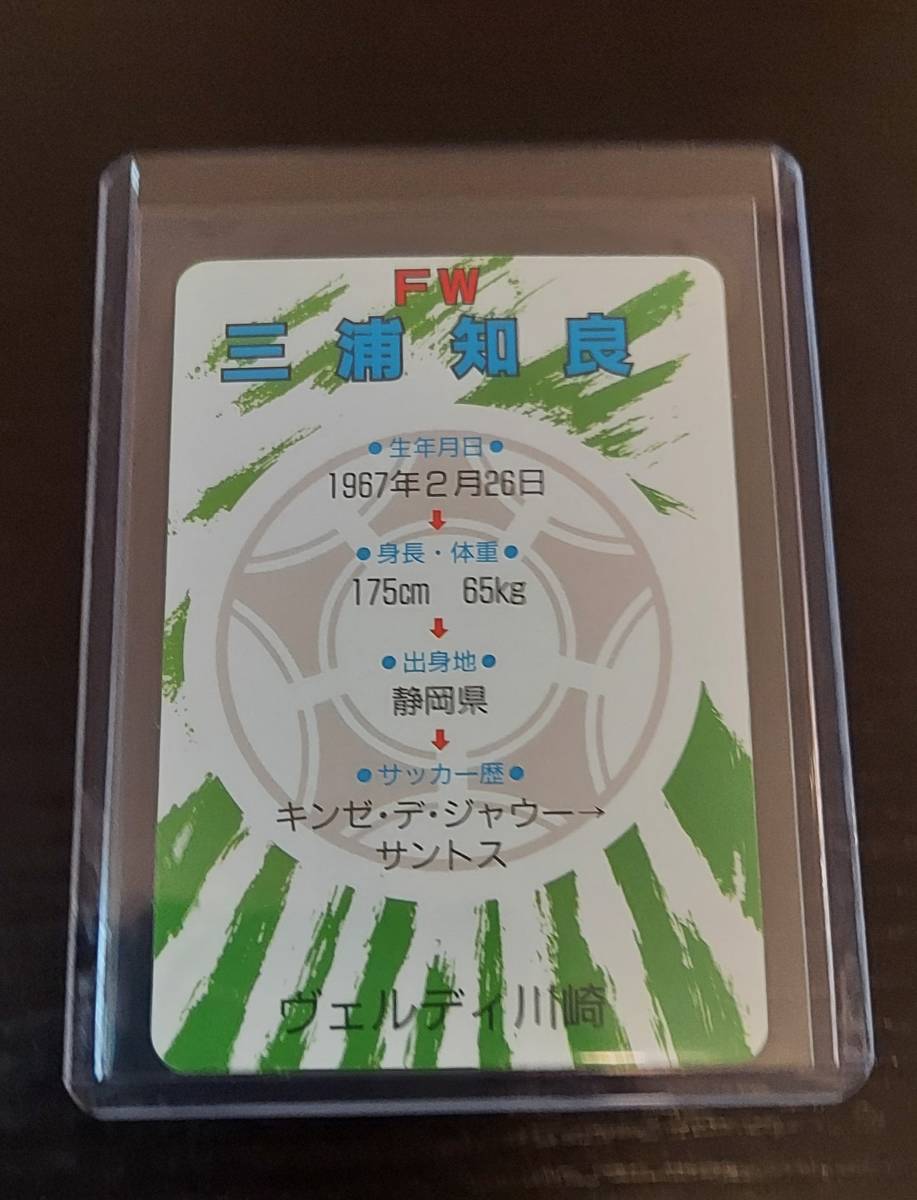 FW
三浦知良
●生年月日●
1967年2月26日
●身長・体重●
175cm 65kg
●出身地●
静岡県
●サッカー歴●
キンゼ・デ・ジャウー→
サントス
ヴェルディ川崎